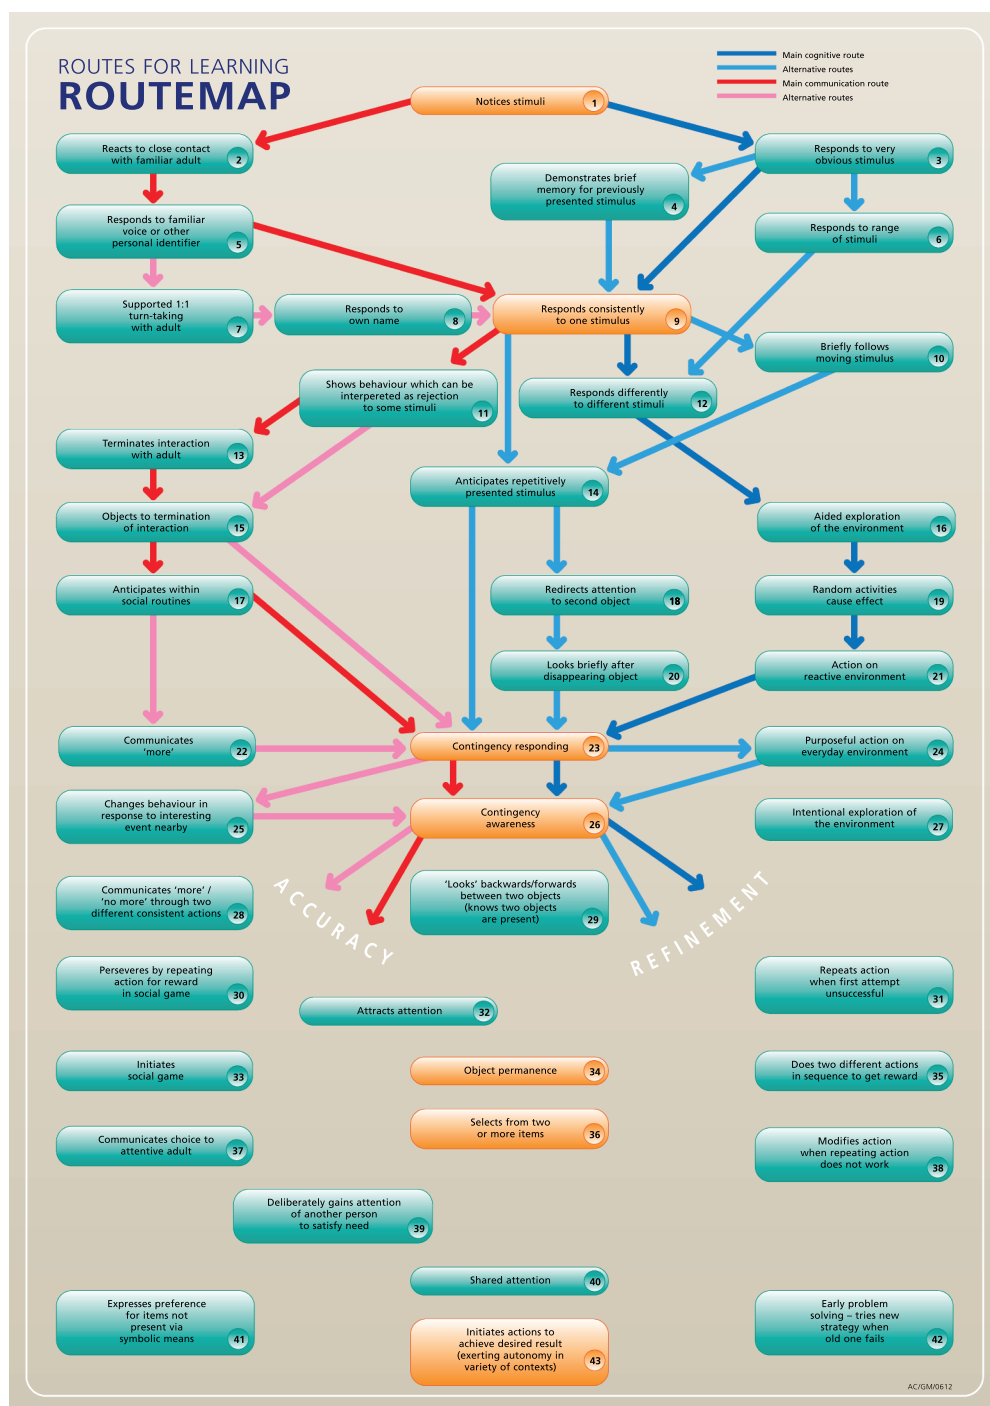 ROUTES FOR LEARNING
ROUTEMAP
Main cognitive route
Alternative routes
Main communication route
Alternative routes
Notices stimuli
1
Reacts to close contact
with familiar adult
2
Responds to very
obvious stimulus
3
Demonstrates brief
memory for previously
presented stimulus
4
Responds to familiar
voice or other
personal identifier
5
Responds to range
of stimuli
6
Supported 1:1
turn-taking
with adult
7
Responds to
own name
8
Responds consistently
to one stimulus
9
Briefly follows
moving stimulus
10
Shows behaviour which can be
interpereted as rejection
to some stimuli
11
Responds differently
to different stimuli
12
Terminates interaction
with adult
13
Anticipates repetitively
presented stimulus
14
Objects to termination
of interaction
15
Aided exploration
of the environment
16
Anticipates within
social routines
17
Redirects attention
to second object
18
Random activities
cause effect
19
Looks briefly after
disappearing object
20
Action on
reactive environment
21
Communicates
‘more’
22
Contingency responding
23
Purposeful action on
everyday environment
24
Changes behaviour in
response to interesting
event nearby
25
Contingency
awareness
26
Intentional exploration of
the environment
27
Communicates ‘more’ /
‘no more’ through two
different consistent actions
28
ACCURACY
‘Looks’ backwards/forwards
between two objects
(knows two objects
are present)
29
REFINEMENT
Perseveres by repeating
action for reward
in social game
30
Repeats action
when first attempt
unsuccessful
31
Attracts attention
32
Initiates
social game
33
Object permanence
34
Does two different actions
in sequence to get reward
35
Selects from two
or more items
36
Communicates choice to
attentive adult
37
Modifies action
when repeating action
does not work
38
Deliberately gains attention
of another person
to satisfy need
39
Shared attention
40
Expresses preference
for items not
present via
symbolic means
41
Early problem
solving – tries new
strategy when
old one fails
42
Initiates actions to
achieve desired result
(exerting autonomy in
variety of contexts)
43
AC/GM/0612